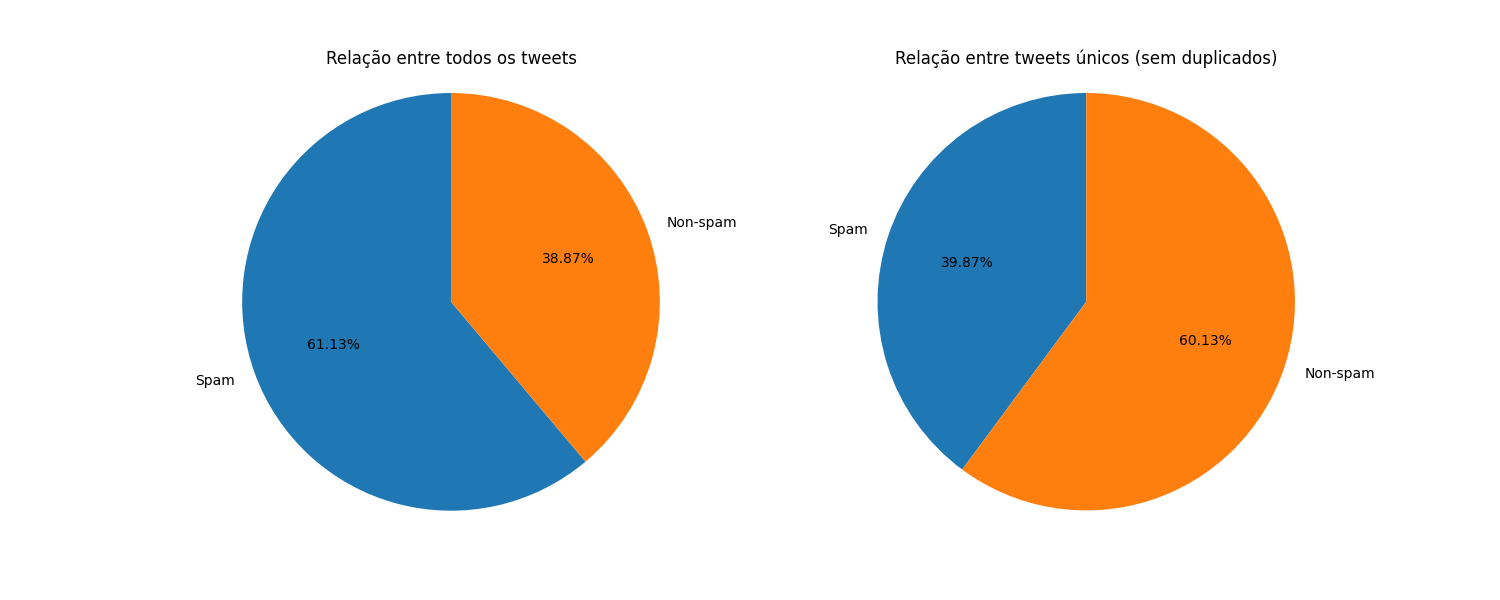 Relação entre todos os tweets
Non-spam
38.87%
61.13%
Spam
Relação entre tweets únicos (sem duplicados)
Spam
39.87%
60.13%
Non-spam